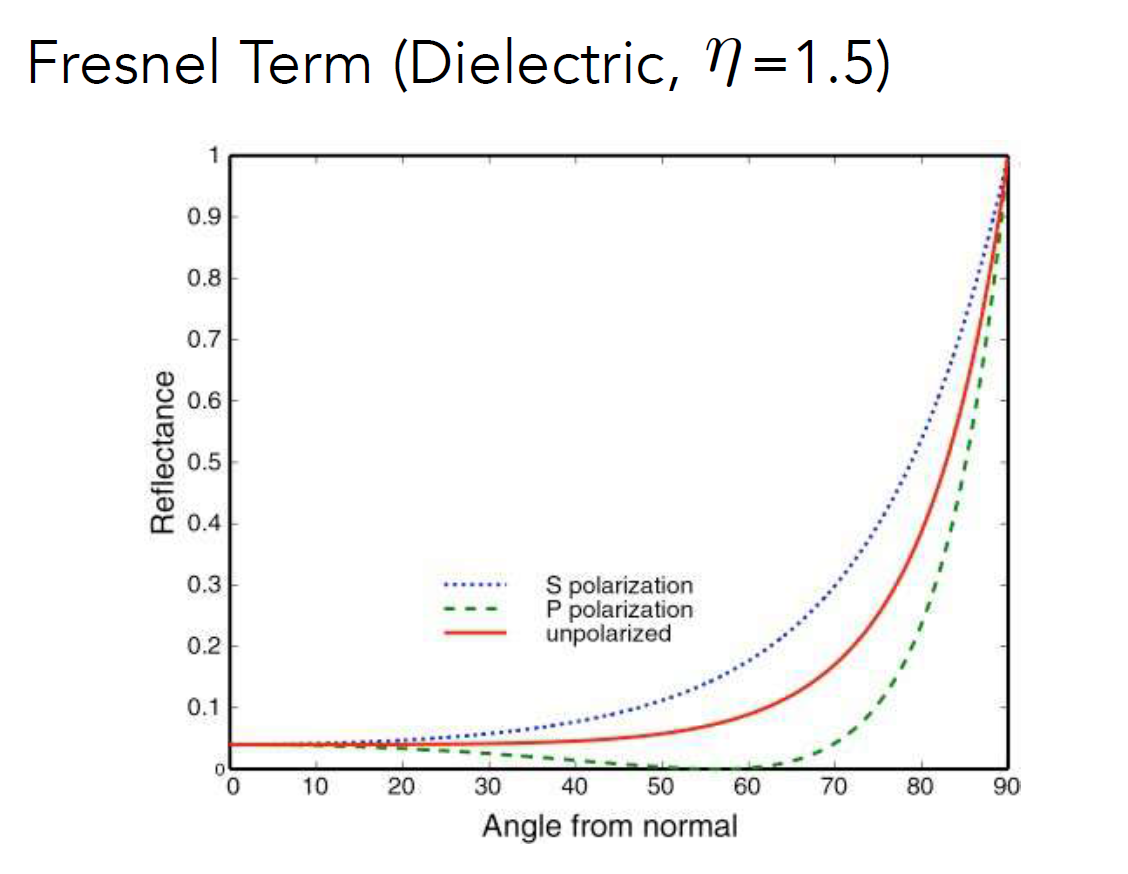 Fresnel Term (Dielectric, η=1.5)
1
0.9
0.8
0.7
0.6
0.5
0.4
0.3
0.2
0.1
0
Reflectance
S polarization
P polarization
unpolarized
0 10 20 30 40 50 60 70 80 90
Angle from normal